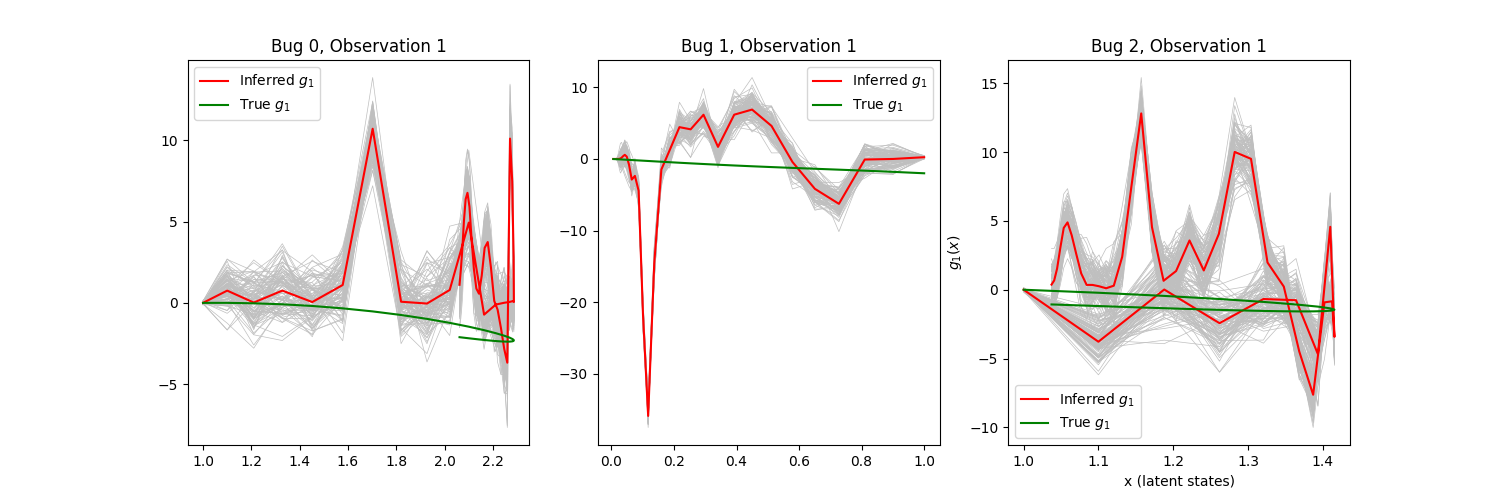 Bug 0, Observation 1
Inferred g₁
True g₁
10
5
0
−5
1.0 1.2 1.4 1.6 1.8 2.0 2.2
Bug 1, Observation 1
Inferred g₁
True g₁
10
0
−10
−20
−30
0.0 0.2 0.4 0.6 0.8 1.0
Bug 2, Observation 1
g₁(x)
15
10
5
0
−5
−10
Inferred g₁
True g₁
1.0 1.1 1.2 1.3 1.4
x (latent states)